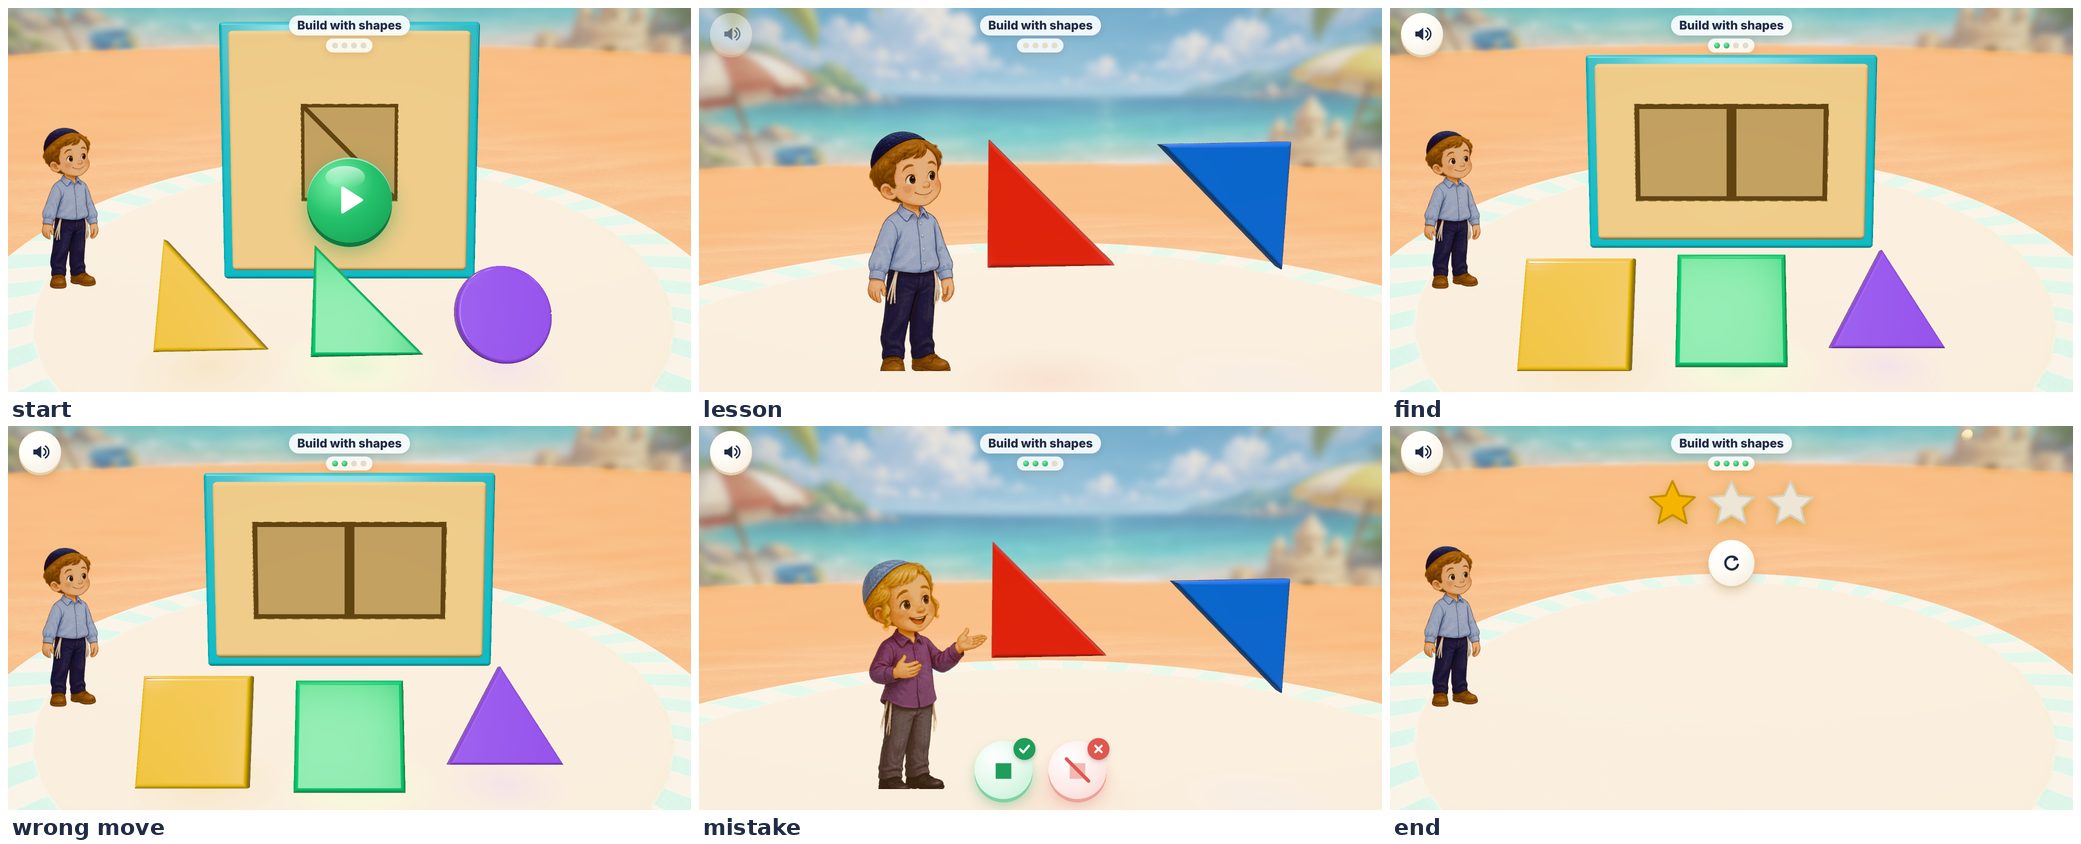 Build with shapes
Build with shapes
Build with shapes
start
lesson
find
Build with shapes
Build with shapes
Build with shapes
wrong move
mistake
end